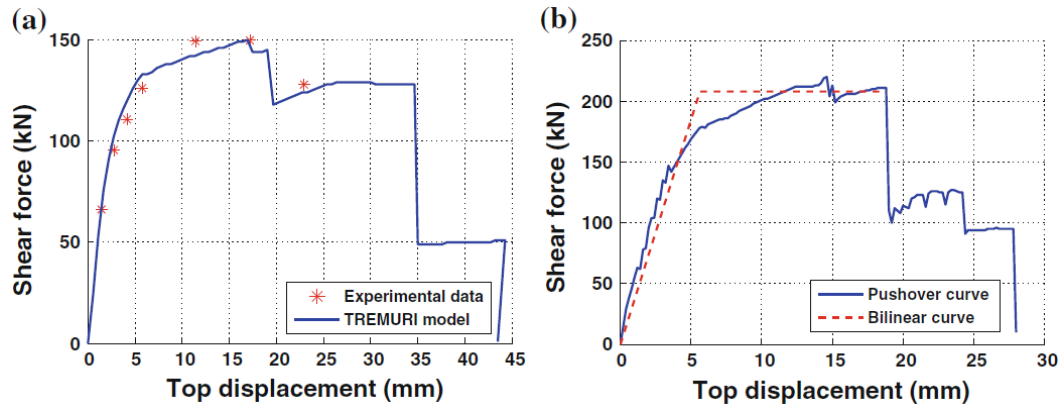 (a)
150
100
50
0
Shear force (kN)
0 5 10 15 20 25 30 35 40 45
Top displacement (mm)
Experimental data
TREMURI model
(b)
250
200
150
100
50
0
Shear force (kN)
0 5 10 15 20 25 30
Top displacement (mm)
Pushover curve
Bilinear curve